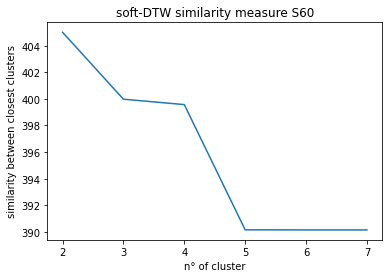 soft-DTW similarity measure S60
similarity between closest clusters
404
402
400
398
396
394
392
390
2 3 4 5 6 7
n° of cluster